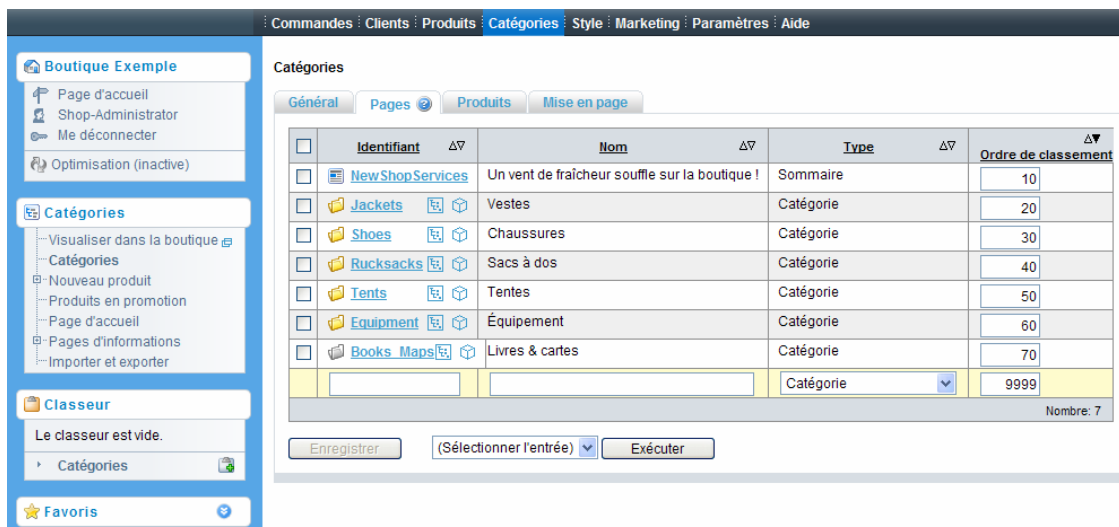 Commandes Clients Produits Catégories Style Marketing Paramètres Aide
Boutique Exemple
Page d'accueil
Shop-Administrator
Me déconnecter
Optimisation (inactive)
Catégories
Visualiser dans la boutique
Catégories
Nouveau produit
Produits en promotion
Page d'accueil
Pages d'informations
Importer et exporter
Classeur
Le classeur est vide.
Catégories
Favoris
Catégories
Général Pages Produits Mise en page
Identifiant Nom Type Ordre de classement
NewShopServices Un vent de fraîcheur souffle sur la boutique ! Sommaire 10
Jackets Vestes Catégorie 20
Shoes Chaussures Catégorie 30
Rucksacks Sacs à dos Catégorie 40
Tents Tentes Catégorie 50
Equipment Équipement Catégorie 60
Books_Maps Livres & cartes Catégorie 70
Catégorie 9999
Nombre: 7
Enregistrer (Sélectionner l'entrée) Exécuter